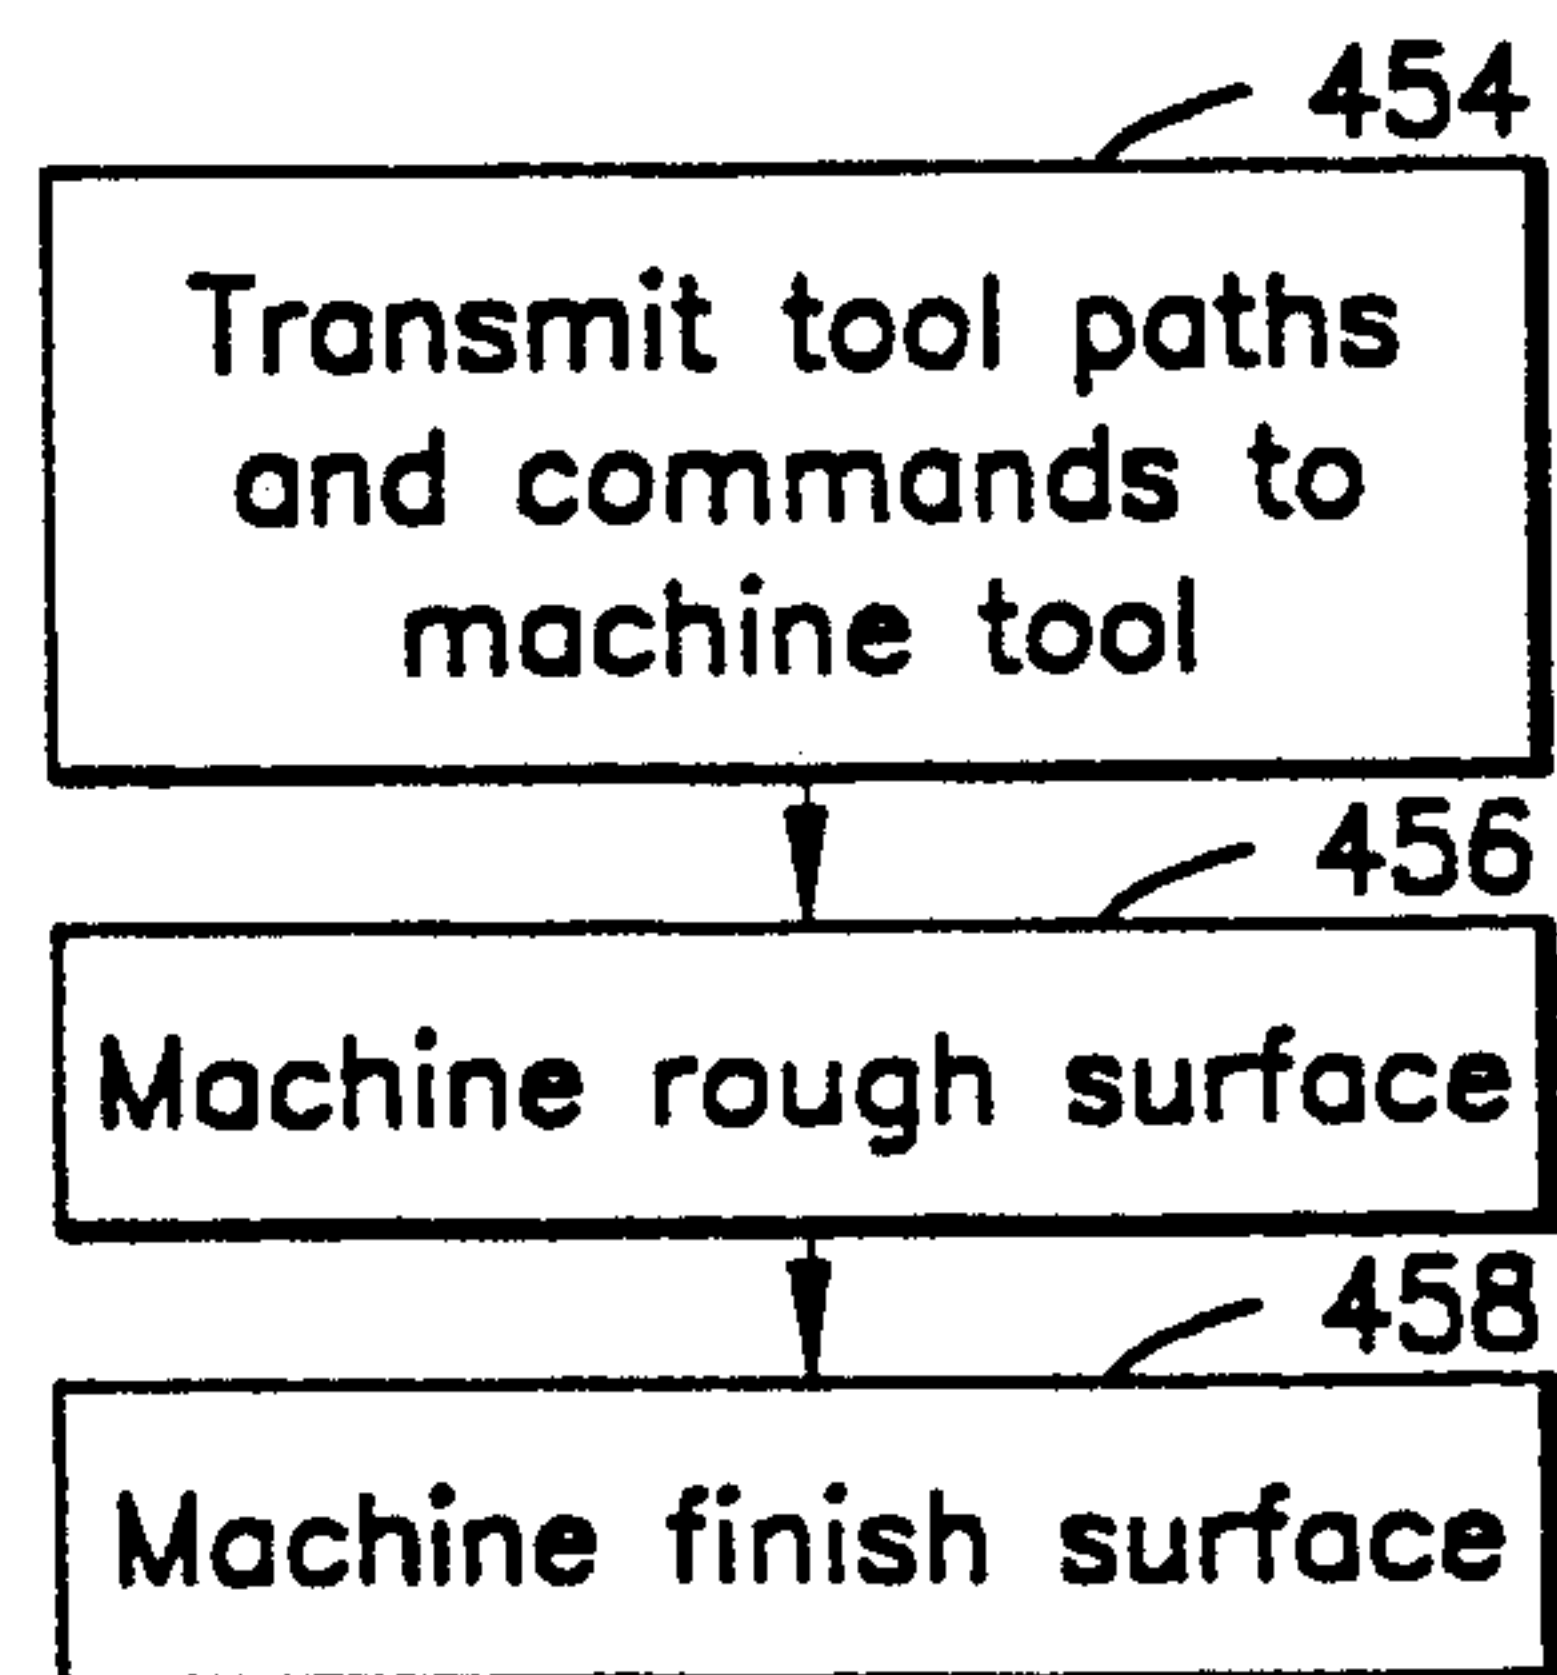 454
Transmit tool paths
and commands to
machine tool
456
Machine rough surface
458
Machine finish surface